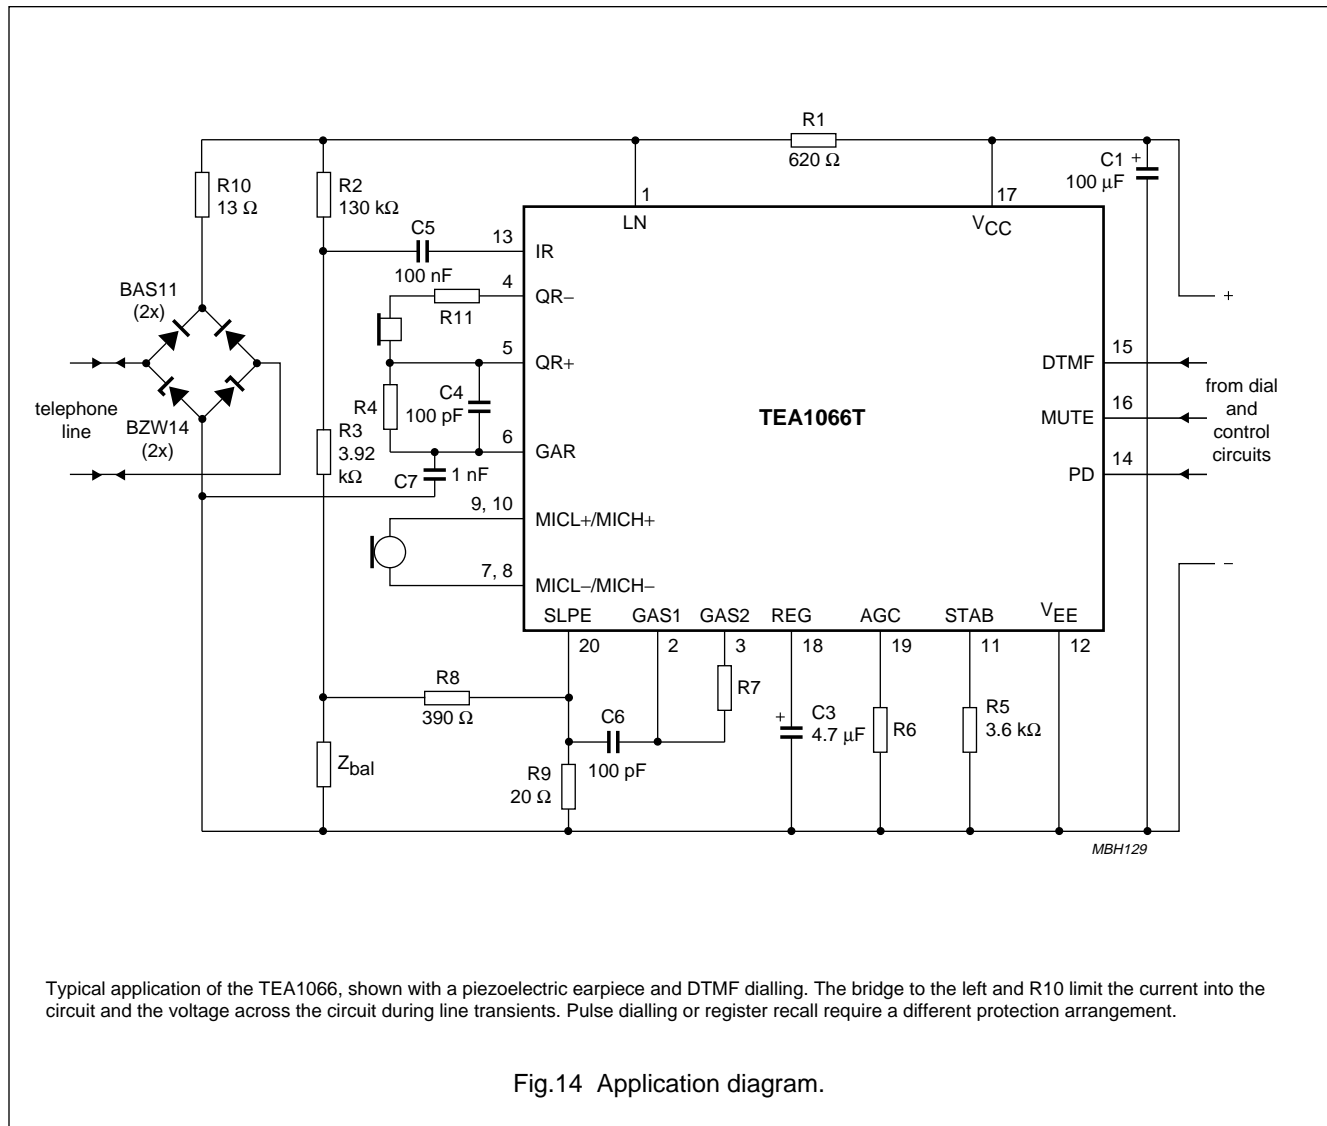 R1
620 Ω
C1
+
100 µF
R10
13 Ω
R2
130 kΩ
1
LN
17
VCC
C5
100 nF
13
IR
4
QR−
R11
+
BAS11
(2x)
5
QR+
R4
C4
100 pF
15
DTMF
TEA1066T
16
MUTE
from dial
and
control
circuits
telephone
line
BZW14
(2x)
R3
3.92
kΩ
6
GAR
14
PD
C7
1 nF
9, 10
MICL+/MICH+
7, 8
MICL−/MICH−
−
SLPE
GAS1
GAS2
REG
AGC
STAB
VEE
20
2
3
18
19
11
12
R8
390 Ω
R7
C6
100 pF
+
C3
4.7 µF
R6
R5
3.6 kΩ
Zbal
R9
20 Ω
MBH129
Typical application of the TEA1066, shown with a piezoelectric earpiece and DTMF dialling. The bridge to the left and R10 limit the current into the
circuit and the voltage across the circuit during line transients. Pulse dialling or register recall require a different protection arrangement.
Fig.14 Application diagram.